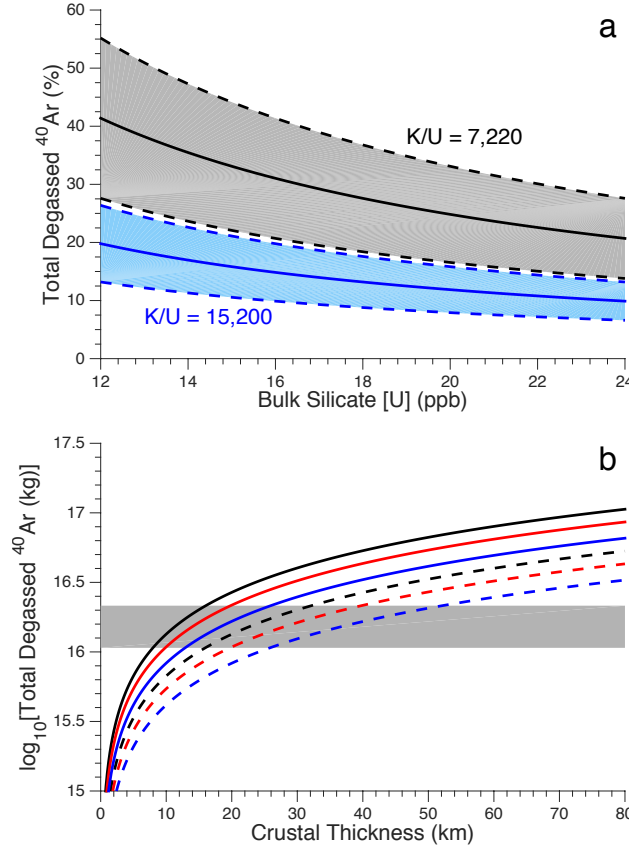 a
60
50
40
30
20
10
0
Total Degassed ⁴⁰Ar (%)
K/U = 7,220
K/U = 15,200
12 14 16 18 20 22 24
Bulk Silicate [U] (ppb)
b
17.5
17
16.5
16
15.5
15
log₁₀[Total Degassed ⁴⁰Ar (kg)]
0 10 20 30 40 50 60 70 80
Crustal Thickness (km)